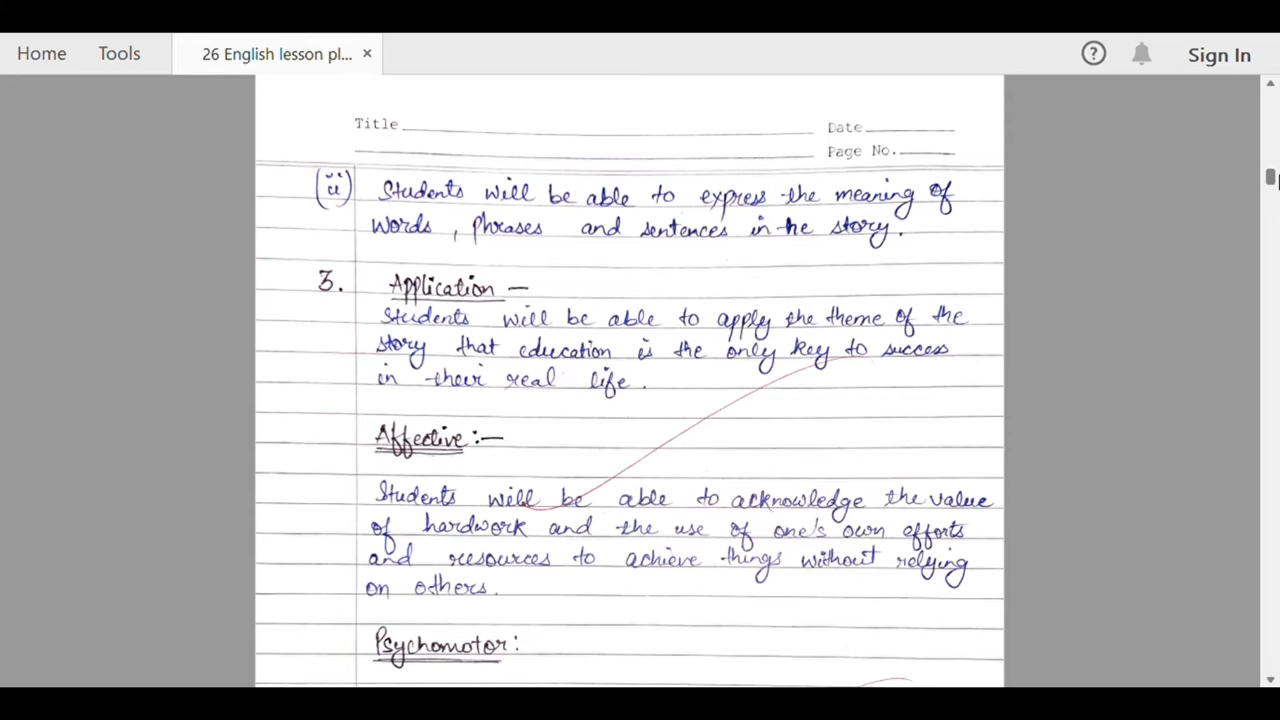 Home Tools 26 English lesson pl... × ? Sign In
Title Date
Page No.
(ii) Students will be able to express the meaning of
words, phrases and sentences in the story.
3. Application —
Students will be able to apply the theme of the
story that education is the only key to success
in their real life.
Affective :—
Students will be able to acknowledge the value
of hardwork and the use of one's own efforts
and resources to achieve things without relying
on others.
Psychomotor :